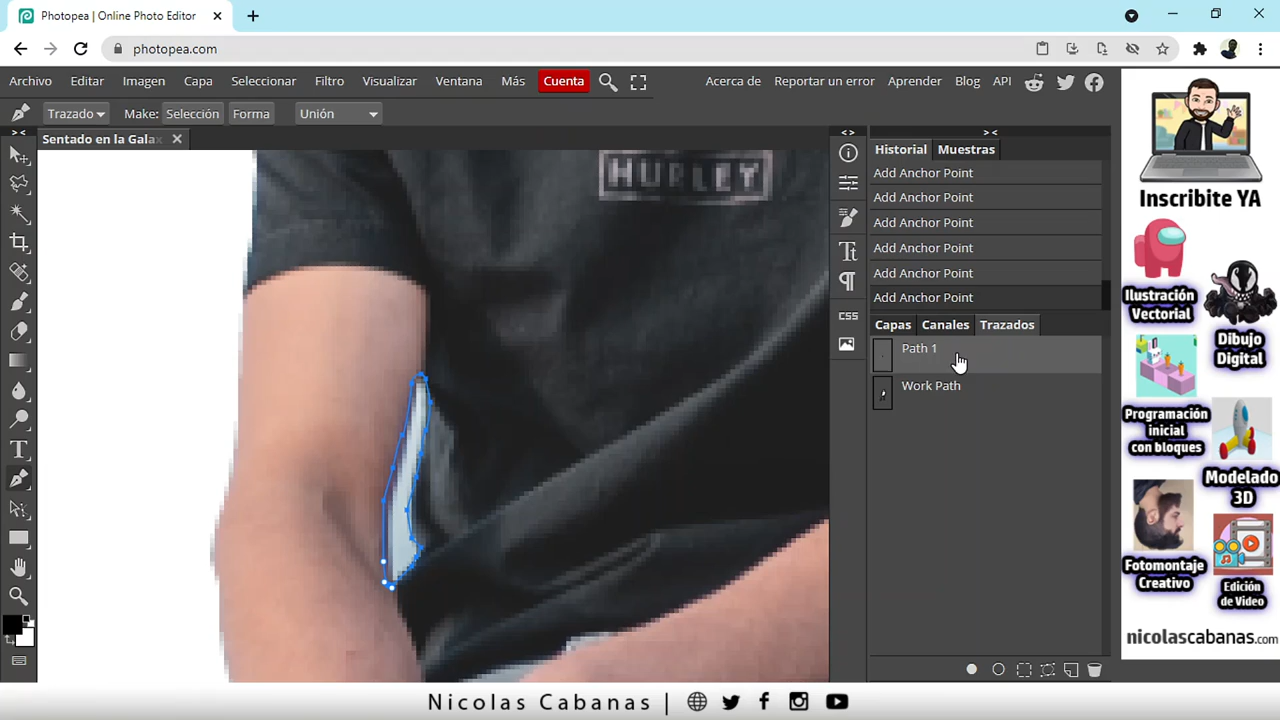 Photopea | Online Photo Editor
photopea.com
Archivo Editar Imagen Capa Seleccionar Filtro Visualizar Ventana Más Cuenta Acerca de Reportar un error Aprender Blog API
Trazado Make: Selección Forma Unión
Sentado en la Gala
HURLEY
Historial Muestras
Add Anchor Point
Add Anchor Point
Add Anchor Point
Add Anchor Point
Add Anchor Point
Add Anchor Point
Capas Canales Trazados
Path 1
Work Path
CSS
Inscribite YA
Ilustración
Vectorial
Dibujo
Digital
Programación
inicial
con bloques
Modelado
3D
Fotomontaje
Creativo
Edición
de Video
nicolascabanas.com
Nicolas Cabanas |